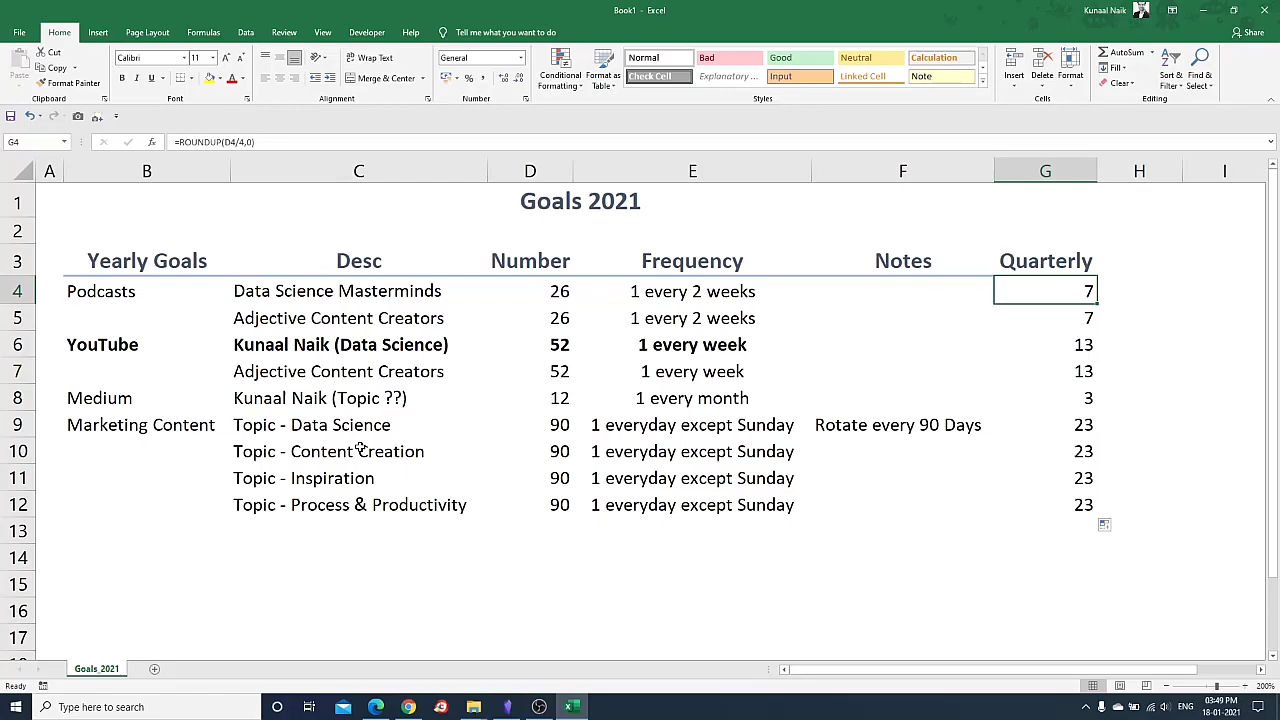 Book1 - Excel
Kunaal Naik
File Home Insert Page Layout Formulas Data Review View Developer Help Tell me what you want to do Share
Paste Cut Copy Format Painter Calibri 11 Wrap Text Merge & Center General Conditional Formatting Format as Table Normal Bad Good Neutral Calculation Check Cell Explanatory ... Input Linked Cell Note Insert Delete Format AutoSum Fill Clear Sort & Filter Find & Select
Clipboard Font Alignment Number Styles Cells Editing
G4 =ROUNDUP(D4/4,0)
A B C D E F G H I
1 Goals 2021
2
3 Yearly Goals Desc Number Frequency Notes Quarterly
4 Podcasts Data Science Masterminds 26 1 every 2 weeks 7
5 Adjective Content Creators 26 1 every 2 weeks 7
6 YouTube Kunaal Naik (Data Science) 52 1 every week 13
7 Adjective Content Creators 52 1 every week 13
8 Medium Kunaal Naik (Topic ??) 12 1 every month 3
9 Marketing Content Topic - Data Science 90 1 everyday except Sunday Rotate every 90 Days 23
10 Topic - Content Creation 90 1 everyday except Sunday 23
11 Topic - Inspiration 90 1 everyday except Sunday 23
12 Topic - Process & Productivity 90 1 everyday except Sunday 23
13
14
15
16
17
Goals_2021
Ready 200%
Type here to search ENG 03:49 PM
18-01-2021